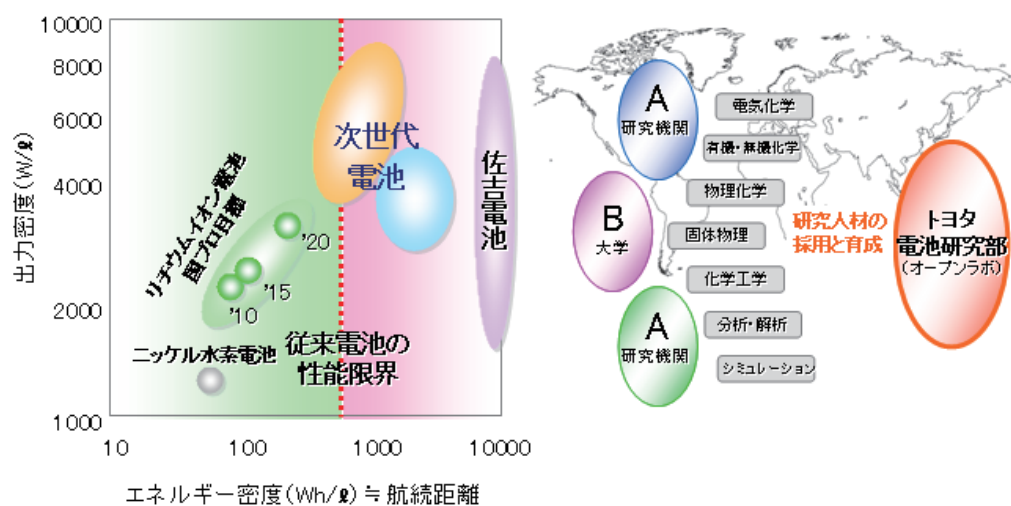 10000
8000
6000
4000
2000
1000
出力密度(W/ℓ)
10
100
1000
10000
エネルギー密度(Wh/ℓ)≒航続距離
リチウムイオン電池
国プロ目標
'20
'15
'10
ニッケル水素電池
従来電池の
性能限界
次世代
電池
佐吉電池
A
研究機関
B
大学
A
研究機関
電気化学
有機・無機化学
物理化学
固体物理
化学工学
分析・解析
シミュレーション
研究人材の
採用と育成
トヨタ
電池研究部
(オープンラボ)